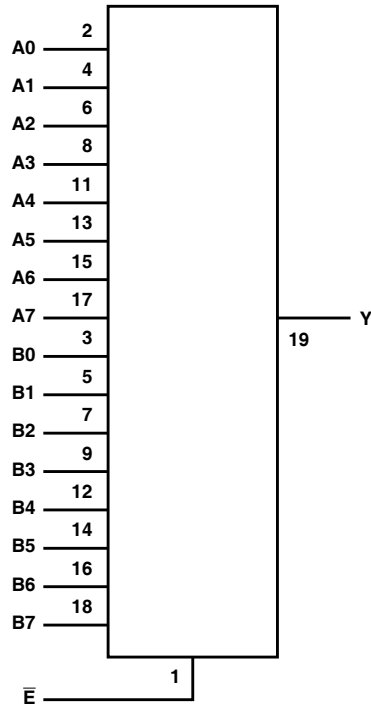 A0 2
A1 4
A2 6
A3 8
A4 11
A5 13
A6 15
A7 17
Y 19
B0 3
B1 5
B2 7
B3 9
B4 12
B5 14
B6 16
B7 18
E̅ 1